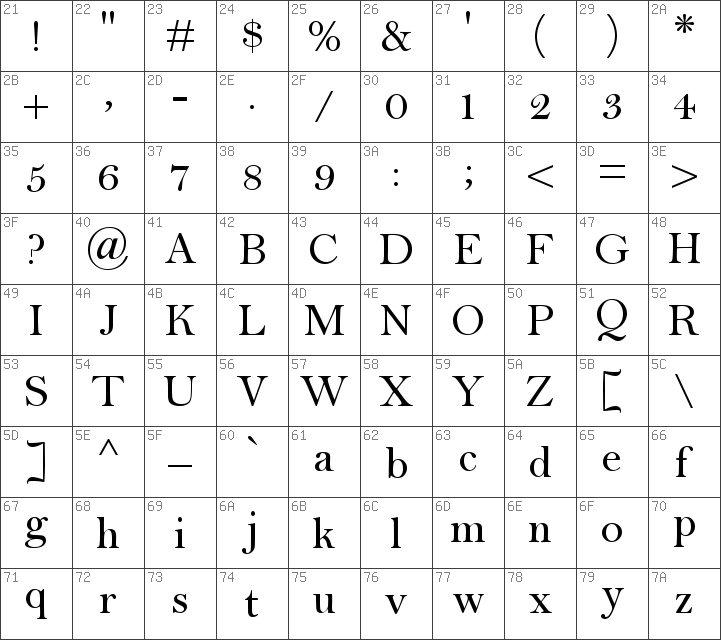 21 22 23 24 25 26 27 28 29 2A
! " # $ % & ' ( ) *
2B 2C 2D 2E 2F 30 31 32 33 34
+ , - . / 0 1 2 3 4
35 36 37 38 39 3A 3B 3C 3D 3E
5 6 7 8 9 : ; < = >
3F 40 41 42 43 44 45 46 47 48
? @ A B C D E F G H
49 4A 4B 4C 4D 4E 4F 50 51 52
I J K L M N O P Q R
53 54 55 56 57 58 59 5A 5B 5C
S T U V W X Y Z [ \
5D 5E 5F 60 61 62 63 64 65 66
] ^ _ ` a b c d e f
67 68 69 6A 6B 6C 6D 6E 6F 70
g h i j k l m n o p
71 72 73 74 75 76 77 78 79 7A
q r s t u v w x y z